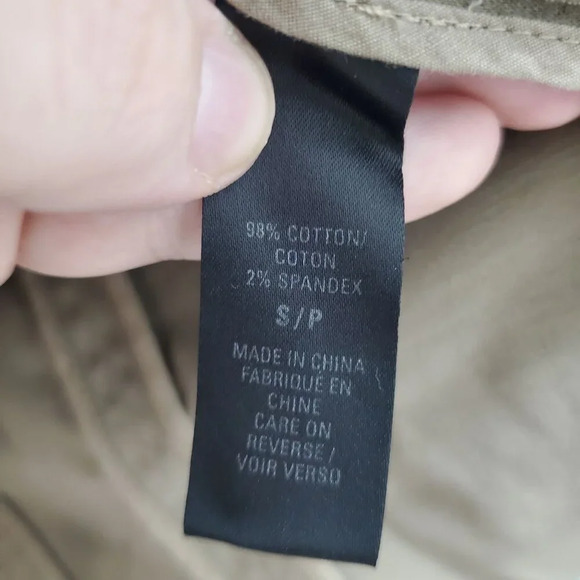 98% COTTON/
COTON
2% SPANDEX
S/P
MADE IN CHINA
FABRIQUÉ EN
CHINE
CARE ON
REVERSE/
VOIR VERSO